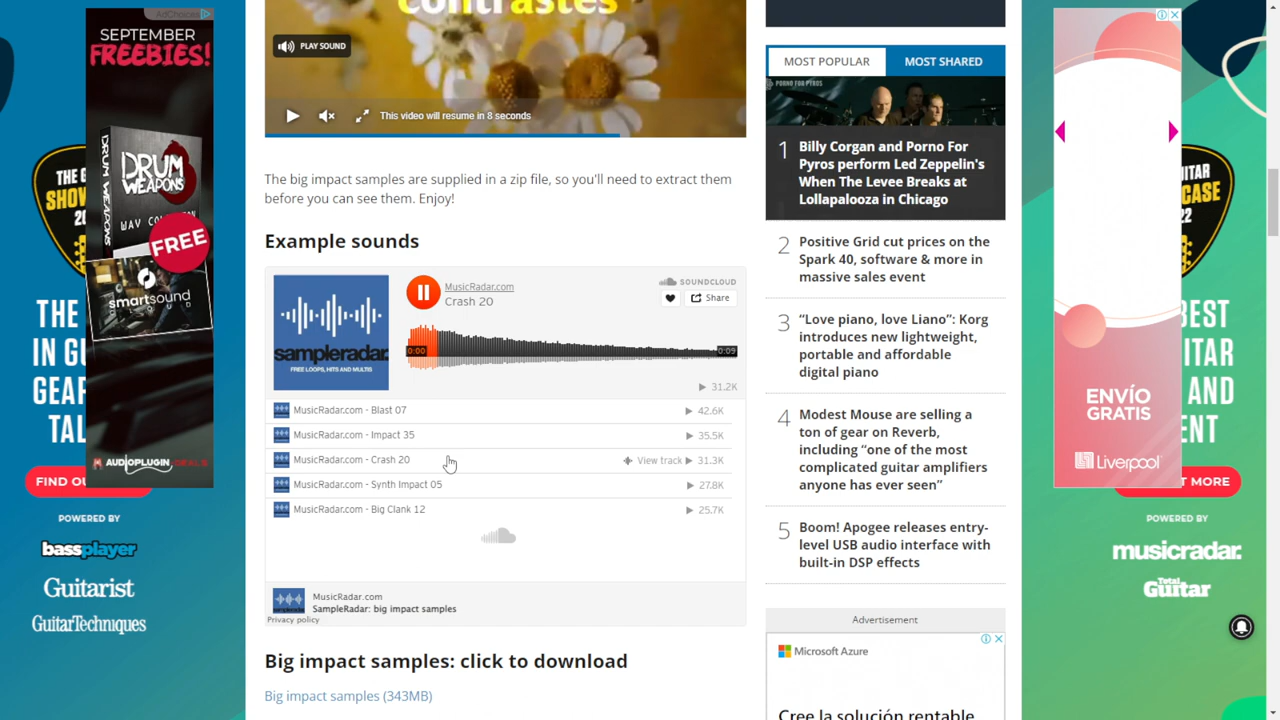 AdChoices
SEPTEMBER
FREEBIES!
DRUM
WEAPONS
WAV
FREE
smartsound
AUDIOPLUGIN DEALS
THE
IN GU
GEAR
TAL
FIND OU
POWERED BY
bassplayer
Guitarist
GuitarTechniques
contrastes
PLAY SOUND
This video will resume in 8 seconds
The big impact samples are supplied in a zip file, so you'll need to extract them
before you can see them. Enjoy!
Example sounds
sampleradar
FREE LOOPS, HITS AND MULTIS
MusicRadar.com
Crash 20
SOUNDCLOUD
Share
0:00
0:09
31.2K
MusicRadar.com - Blast 07 42.6K
MusicRadar.com - Impact 35 35.5K
MusicRadar.com - Crash 20 View track 31.3K
MusicRadar.com - Synth Impact 05 27.8K
MusicRadar.com - Big Clank 12 25.7K
MusicRadar.com
SampleRadar: big impact samples
Privacy policy
Big impact samples: click to download
Big impact samples (343MB)
MOST POPULAR MOST SHARED
PORNO FOR PYROS
1 Billy Corgan and Porno For
Pyros perform Led Zeppelin's
When The Levee Breaks at
Lollapalooza in Chicago
2 Positive Grid cut prices on the
Spark 40, software & more in
massive sales event
3 “Love piano, love Liano”: Korg
introduces new lightweight,
portable and affordable
digital piano
4 Modest Mouse are selling a
ton of gear on Reverb,
including “one of the most
complicated guitar amplifiers
anyone has ever seen”
5 Boom! Apogee releases entry-
level USB audio interface with
built-in DSP effects
Advertisement
Microsoft Azure
Cree la solución rentable
ENVÍO
GRATIS
Liverpool
BEST
ITAR
AND
ENT
MORE
POWERED BY
musicradar.
Total
Guitar